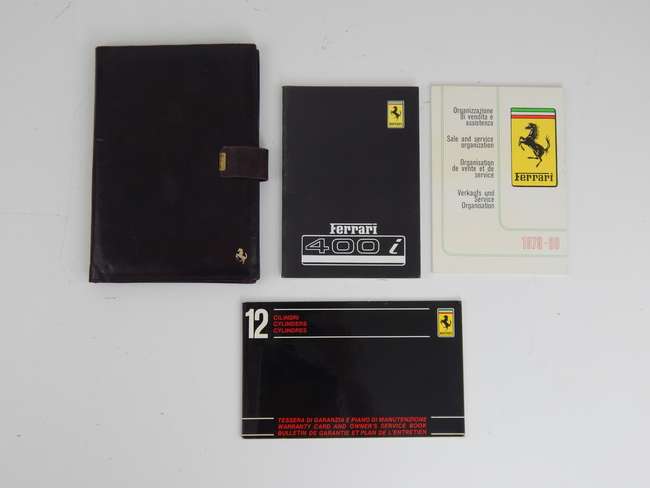 Ferrari
Ferrari
400 i
Organizzazione
di vendita e
assistenza
Sale and service
organization
Organisation
de vente et de
service
Verkaufs und
Service
Organisation
Ferrari
12
CILINDRI
CYLINDERS
CYLINDRES
Ferrari
TESSERA DI GARANZIA E PIANO DI MANUTENZIONE
WARRANTY CARD AND OWNER'S SERVICE BOOK
BULLETIN DE GARANTIE ET PLAN DE L'ENTRETIEN